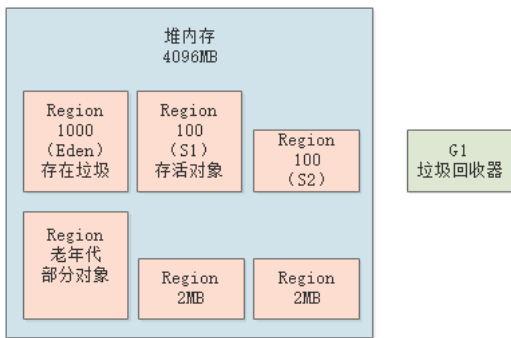 堆内存
4096MB
Region
1000
(Eden)
存在垃圾
Region
100
(S1)
存活对象
Region
100
(S2)
G1
垃圾回收器
Region
老年代
部分对象
Region
2MB
Region
2MB